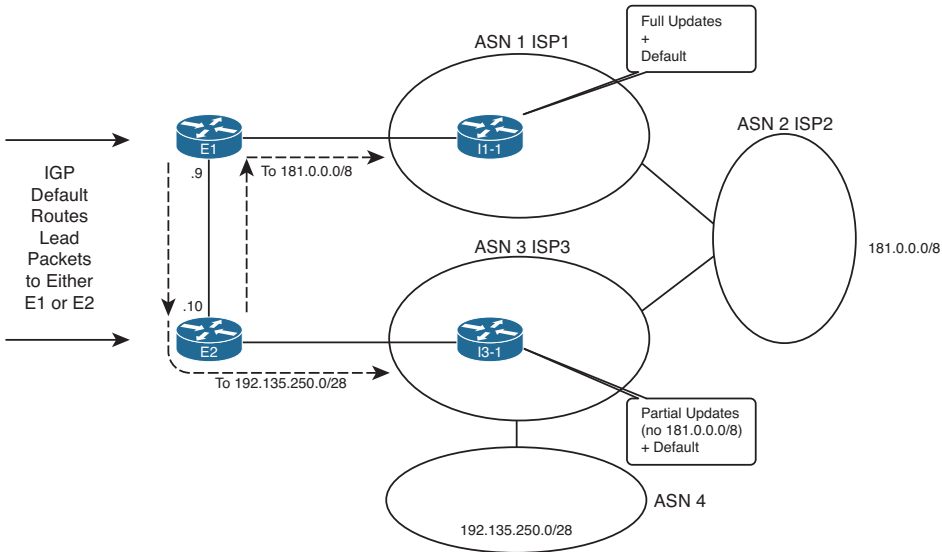 Full Updates
+
Default
ASN 1 ISP1
ASN 2 ISP2
E1
I1-1
To 181.0.0.0/8
.9
IGP
Default
Routes
Lead
Packets
to Either
E1 or E2
181.0.0.0/8
ASN 3 ISP3
.10
E2
I3-1
To 192.135.250.0/28
Partial Updates
(no 181.0.0.0/8)
+ Default
ASN 4
192.135.250.0/28